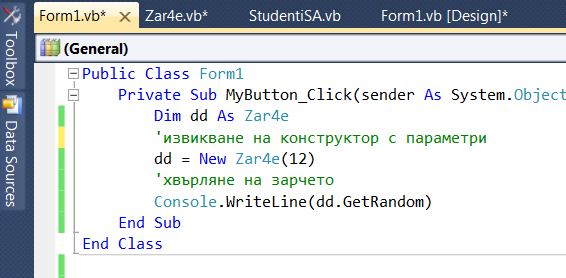 Form1.vb* Zar4e.vb* StudentiSA.vb Form1.vb [Design]*
Toolbox
Data Sources
(General)
Public Class Form1
Private Sub MyButton_Click(sender As System.Object
Dim dd As Zar4e
'извикване на конструктор с параметри
dd = New Zar4e(12)
'хвърляне на зарчето
Console.WriteLine(dd.GetRandom)
End Sub
End Class